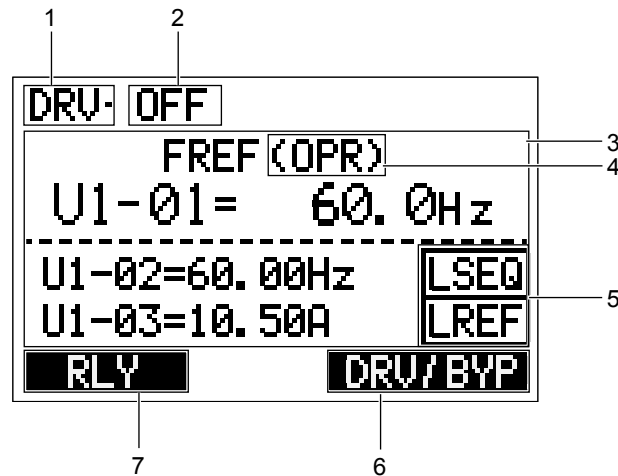 1 2
DRV· OFF
3
FREF (OPR)
4
U1-01= 60.0Hz
U1-02=60.00Hz LSEQ
5
U1-03=10.50A LREF
RLY DRV/BYP
7 6